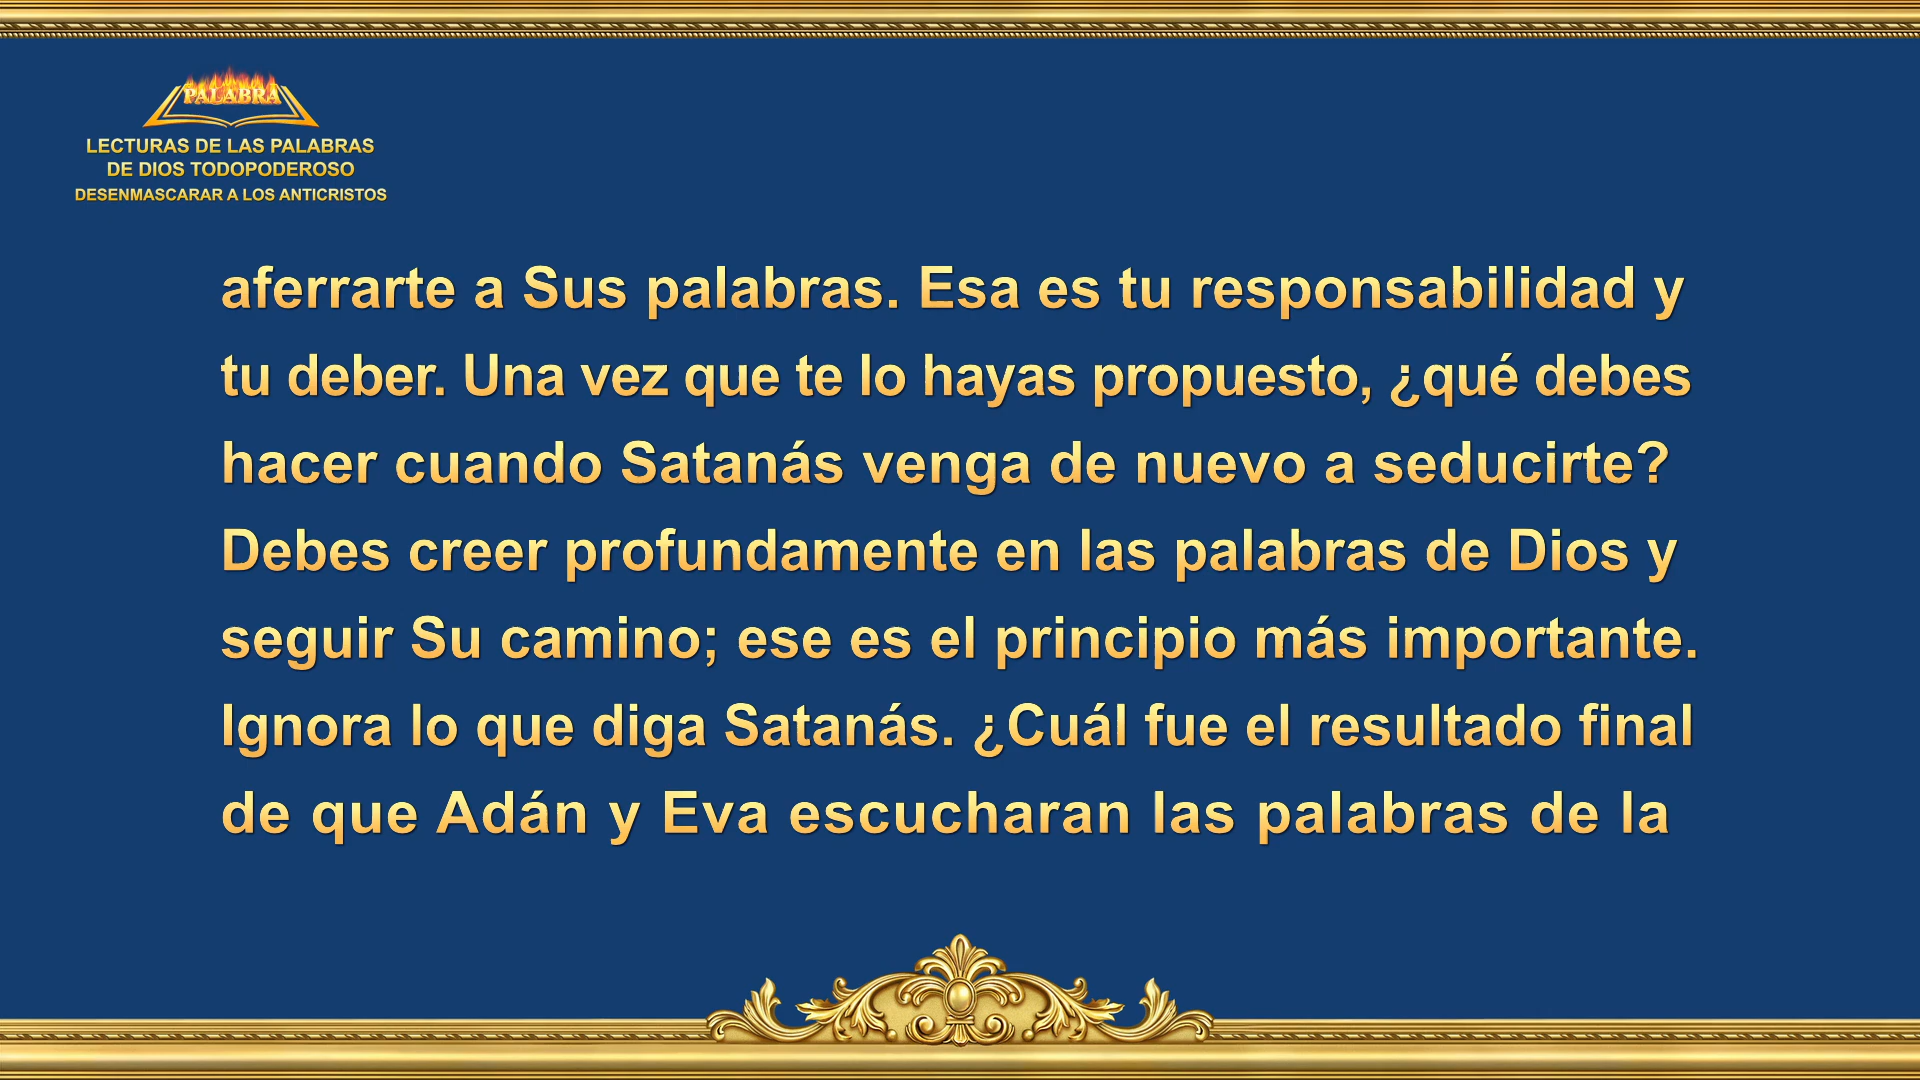 PALABRA
LECTURAS DE LAS PALABRAS
DE DIOS TODOPODEROSO
DESENMASCARAR A LOS ANTICRISTOS
aferrarte a Sus palabras. Esa es tu responsabilidad y
tu deber. Una vez que te lo hayas propuesto, ¿qué debes
hacer cuando Satanás venga de nuevo a seducirte?
Debes creer profundamente en las palabras de Dios y
seguir Su camino; ese es el principio más importante.
Ignora lo que diga Satanás. ¿Cuál fue el resultado final
de que Adán y Eva escucharan las palabras de la